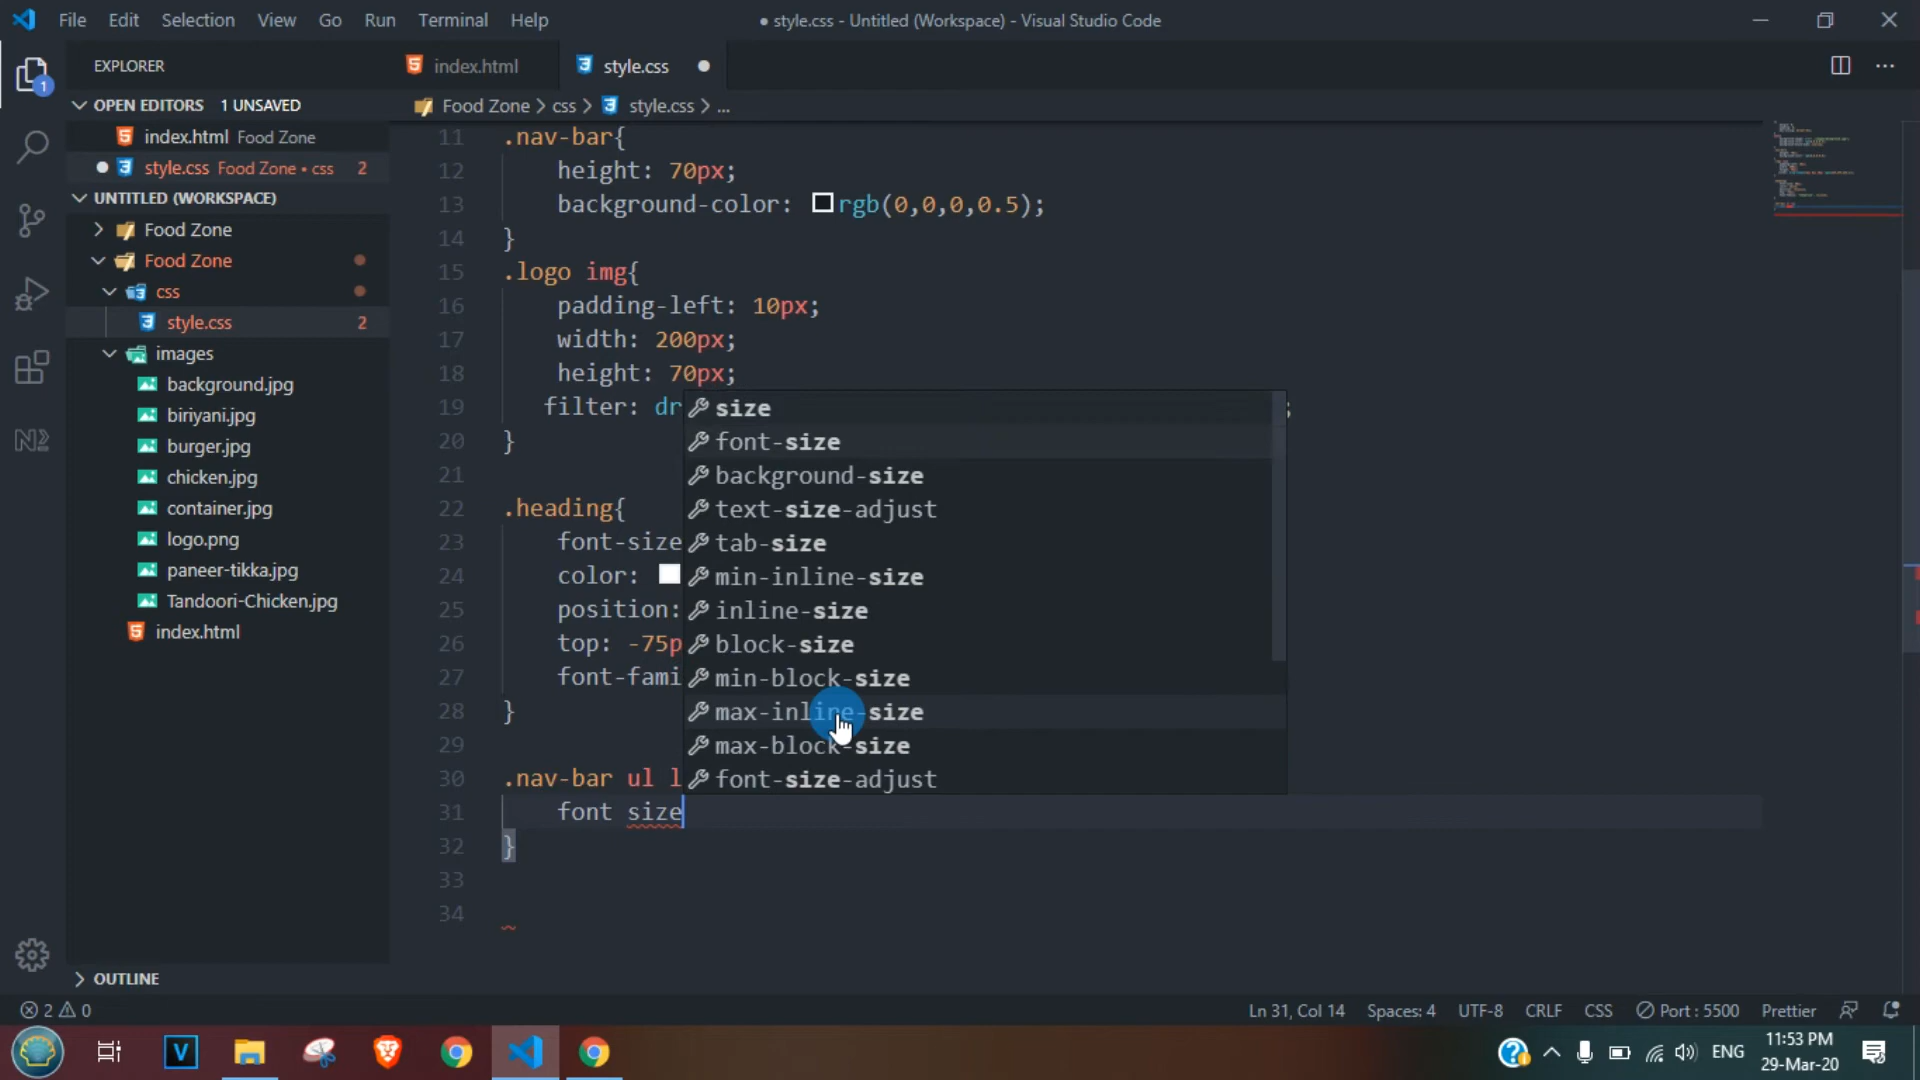 File Edit Selection View Go Run Terminal Help
● style.css - Untitled (Workspace) - Visual Studio Code
EXPLORER
index.html
style.css
OPEN EDITORS 1 UNSAVED
index.html Food Zone
style.css Food Zone • css 2
UNTITLED (WORKSPACE)
Food Zone
Food Zone
css
style.css 2
images
background.jpg
biriyani.jpg
burger.jpg
chicken.jpg
container.jpg
logo.png
paneer-tikka.jpg
Tandoori-Chicken.jpg
index.html
OUTLINE
1
Food Zone > css > style.css > ...
11 .nav-bar{
12 height: 70px;
13 background-color: rgb(0,0,0,0.5);
14 }
15 .logo img{
16 padding-left: 10px;
17 width: 200px;
18 height: 70px;
19 filter: dr ;
20 }
21
22 .heading{
23 font-size
24 color:
25 position:
26 top: -75p
27 font-fami
28 }
29
30 .nav-bar ul l
31 font size
32 }
33
34
size
font-size
background-size
text-size-adjust
tab-size
min-inline-size
inline-size
block-size
min-block-size
max-inline-size
max-block-size
font-size-adjust
2 0
Ln 31, Col 14 Spaces: 4 UTF-8 CRLF CSS Port : 5500 Prettier
V
N
ENG
11:53 PM
29-Mar-20